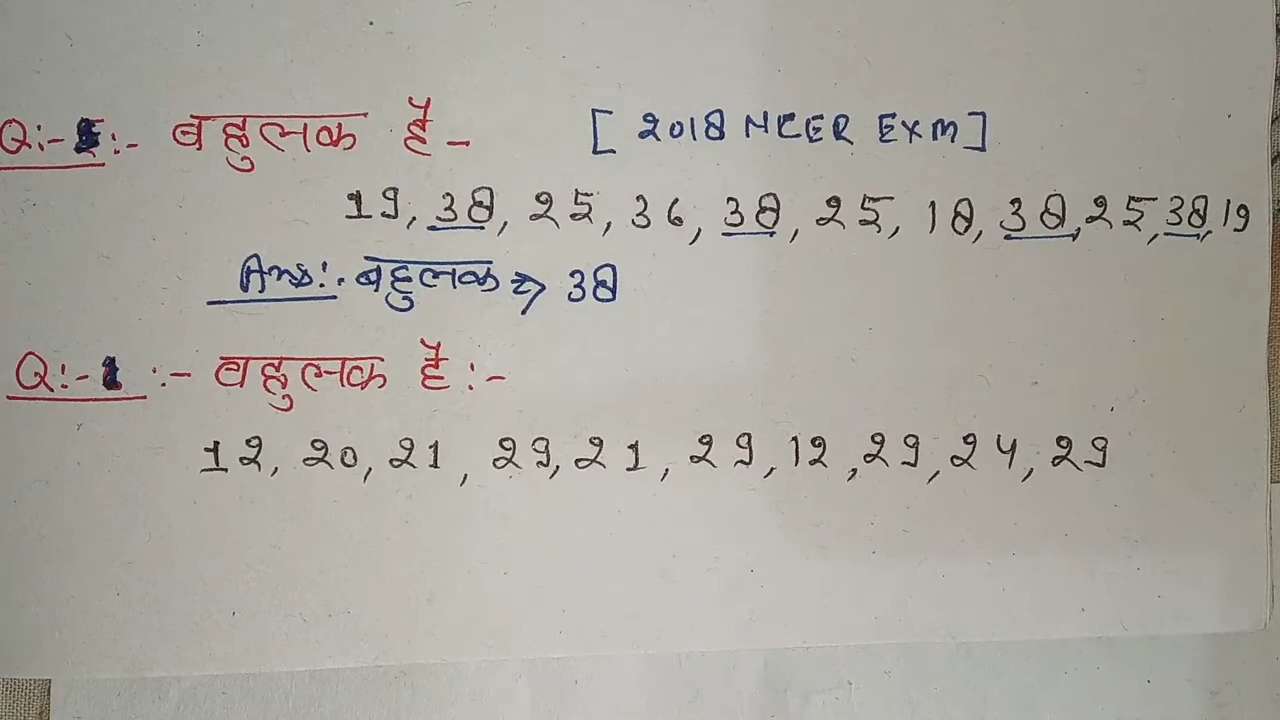 Q:-5:- बहुलक है - [2018 NCER EXM]
19, 38, 25, 36, 38, 25, 18, 38, 25, 38, 19
Ans:- बहुलक ⇒ 38
Q:-1 :- बहुलक है :-
12, 20, 21, 29, 21, 29, 12, 29, 24, 29